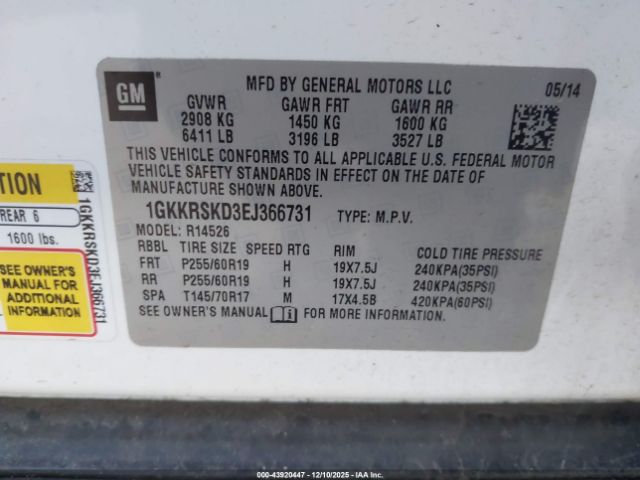 GM
MFD BY GENERAL MOTORS LLC 05/14
GVWR GAWR FRT GAWR RR
2908 KG 1450 KG 1600 KG
6411 LB 3196 LB 3527 LB
THIS VEHICLE CONFORMS TO ALL APPLICABLE U.S. FEDERAL MOTOR
VEHICLE SAFETY STANDARDS IN EFFECT ON THE DATE OF
MANUFACTURE SHOWN ABOVE.
1GKKRSKD3EJ366731 TYPE: M.P.V.
MODEL: R14526
RBBL TIRE SIZE SPEED RTG RIM COLD TIRE PRESSURE
FRT P255/60R19 H 19X7.5J 240KPA(35PSI)
RR P255/60R19 H 19X7.5J 240KPA(35PSI)
SPA T145/70R17 M 17X4.5B 420KPA(60PSI)
SEE OWNER'S MANUAL FOR MORE INFORMATION.
TION
REAR 6
1600 lbs.
SEE OWNER'S
MANUAL FOR
ADDITIONAL
INFORMATION
1GKKRSKD3EJ366731
© IAA - 43920447 - 12/10/2025 - IAAI.COM